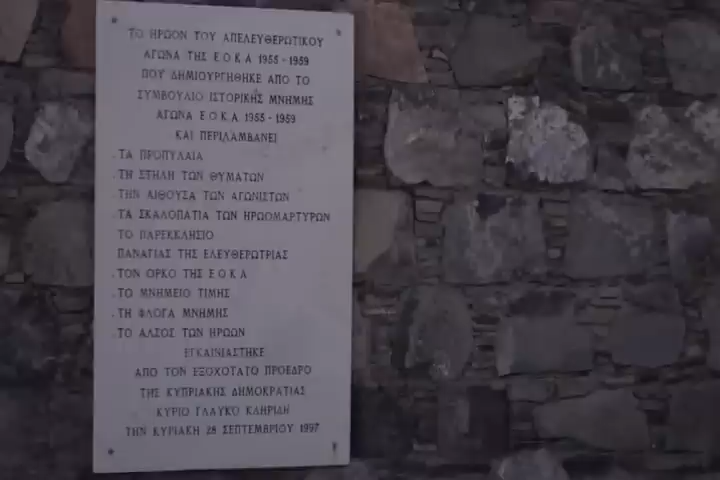 ΤΟ ΗΡΩΟΝ ΤΟΥ ΑΠΕΛΕΥΘΕΡΩΤΙΚΟΥ
ΑΓΩΝΑ ΤΗΣ Ε Ο Κ Α 1955 - 1959
ΠΟΥ ΔΗΜΙΟΥΡΓΗΘΗΚΕ ΑΠΟ ΤΟ
ΣΥΜΒΟΥΛΙΟ ΙΣΤΟΡΙΚΗΣ ΜΝΗΜΗΣ
ΑΓΩΝΑ Ε Ο Κ Α 1955 - 1959
ΚΑΙ ΠΕΡΙΛΑΜΒΑΝΕΙ
. ΤΑ ΠΡΟΠΥΛΑΙΑ
. ΤΗ ΣΤΗΛΗ ΤΩΝ ΘΥΜΑΤΩΝ
. ΤΗΝ ΑΙΘΟΥΣΑ ΤΩΝ ΑΓΩΝΙΣΤΩΝ
. ΤΑ ΣΚΑΛΟΠΑΤΙΑ ΤΩΝ ΗΡΩΟΜΑΡΤΥΡΩΝ
. ΤΟ ΠΑΡΕΚΚΛΗΣΙΟ
ΠΑΝΑΓΙΑΣ ΤΗΣ ΕΛΕΥΘΕΡΩΤΡΙΑΣ
. ΤΟΝ ΟΡΚΟ ΤΗΣ Ε Ο Κ Α
. ΤΟ ΜΝΗΜΕΙΟ ΤΙΜΗΣ
. ΤΗ ΦΛΟΓΑ ΜΝΗΜΗΣ
. ΤΟ ΑΛΣΟΣ ΤΩΝ ΗΡΩΩΝ
ΕΓΚΑΙΝΙΑΣΤΗΚΕ
ΑΠΟ ΤΟΝ ΕΞΟΧΟΤΑΤΟ ΠΡΟΕΔΡΟ
ΤΗΣ ΚΥΠΡΙΑΚΗΣ ΔΗΜΟΚΡΑΤΙΑΣ
ΚΥΡΙΟ ΓΛΑΥΚΟ ΚΛΗΡΙΔΗ
ΤΗΝ ΚΥΡΙΑΚΗ 28 ΣΕΠΤΕΜΒΡΙΟΥ 1997